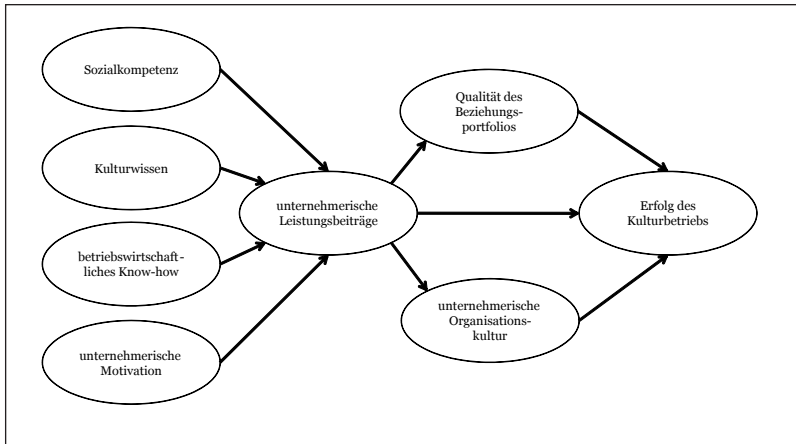 Sozialkompetenz
Kulturwissen
betriebswirtschaft-
liches Know-how
unternehmerische
Motivation
unternehmerische
Leistungsbeiträge
Qualität des
Beziehungs-
portfolios
unternehmerische
Organisations-
kultur
Erfolg des
Kulturbetriebs